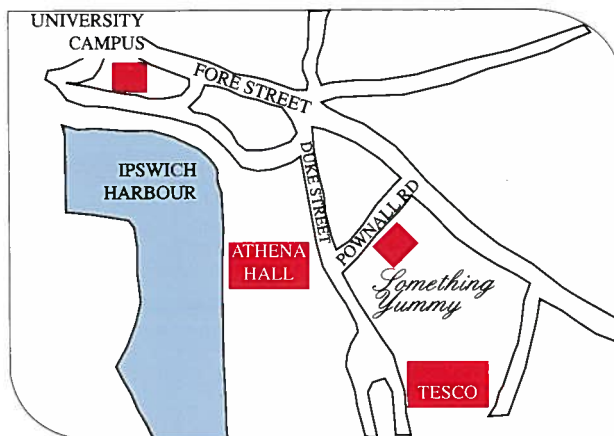 UNIVERSITY
CAMPUS
FORE STREET
IPSWICH
HARBOUR
DUKE STREET
POWNALL RD
ATHENA
HALL
Something
Yummy
TESCO